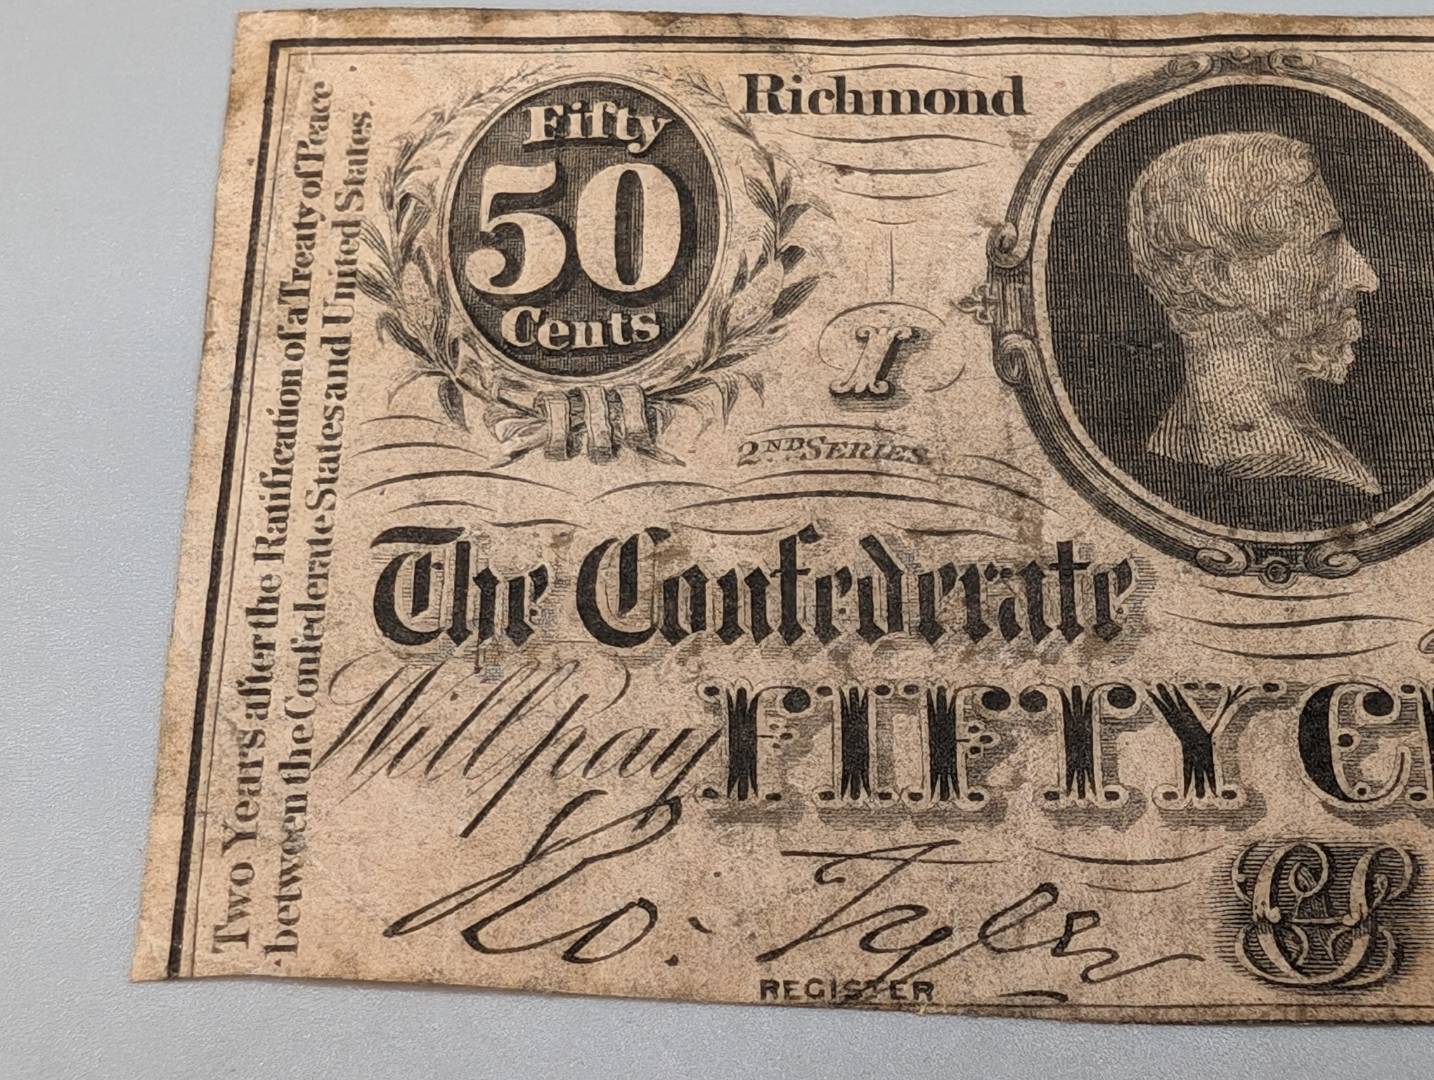 Two Years after the Ratification of a Treaty of Peace
between the Confederate States and United States.
Fifty
50
Cents
Richmond
I
2ND SERIES
The Confederate
Will pay FIFTY CE
Ro. Tyler
REGISTER